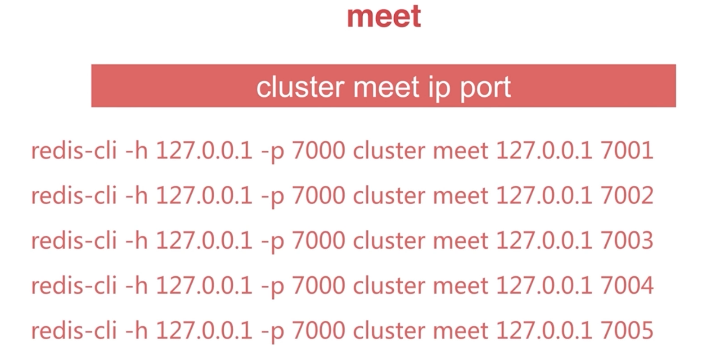 meet
cluster meet ip port
redis-cli -h 127.0.0.1 -p 7000 cluster meet 127.0.0.1 7001
redis-cli -h 127.0.0.1 -p 7000 cluster meet 127.0.0.1 7002
redis-cli -h 127.0.0.1 -p 7000 cluster meet 127.0.0.1 7003
redis-cli -h 127.0.0.1 -p 7000 cluster meet 127.0.0.1 7004
redis-cli -h 127.0.0.1 -p 7000 cluster meet 127.0.0.1 7005